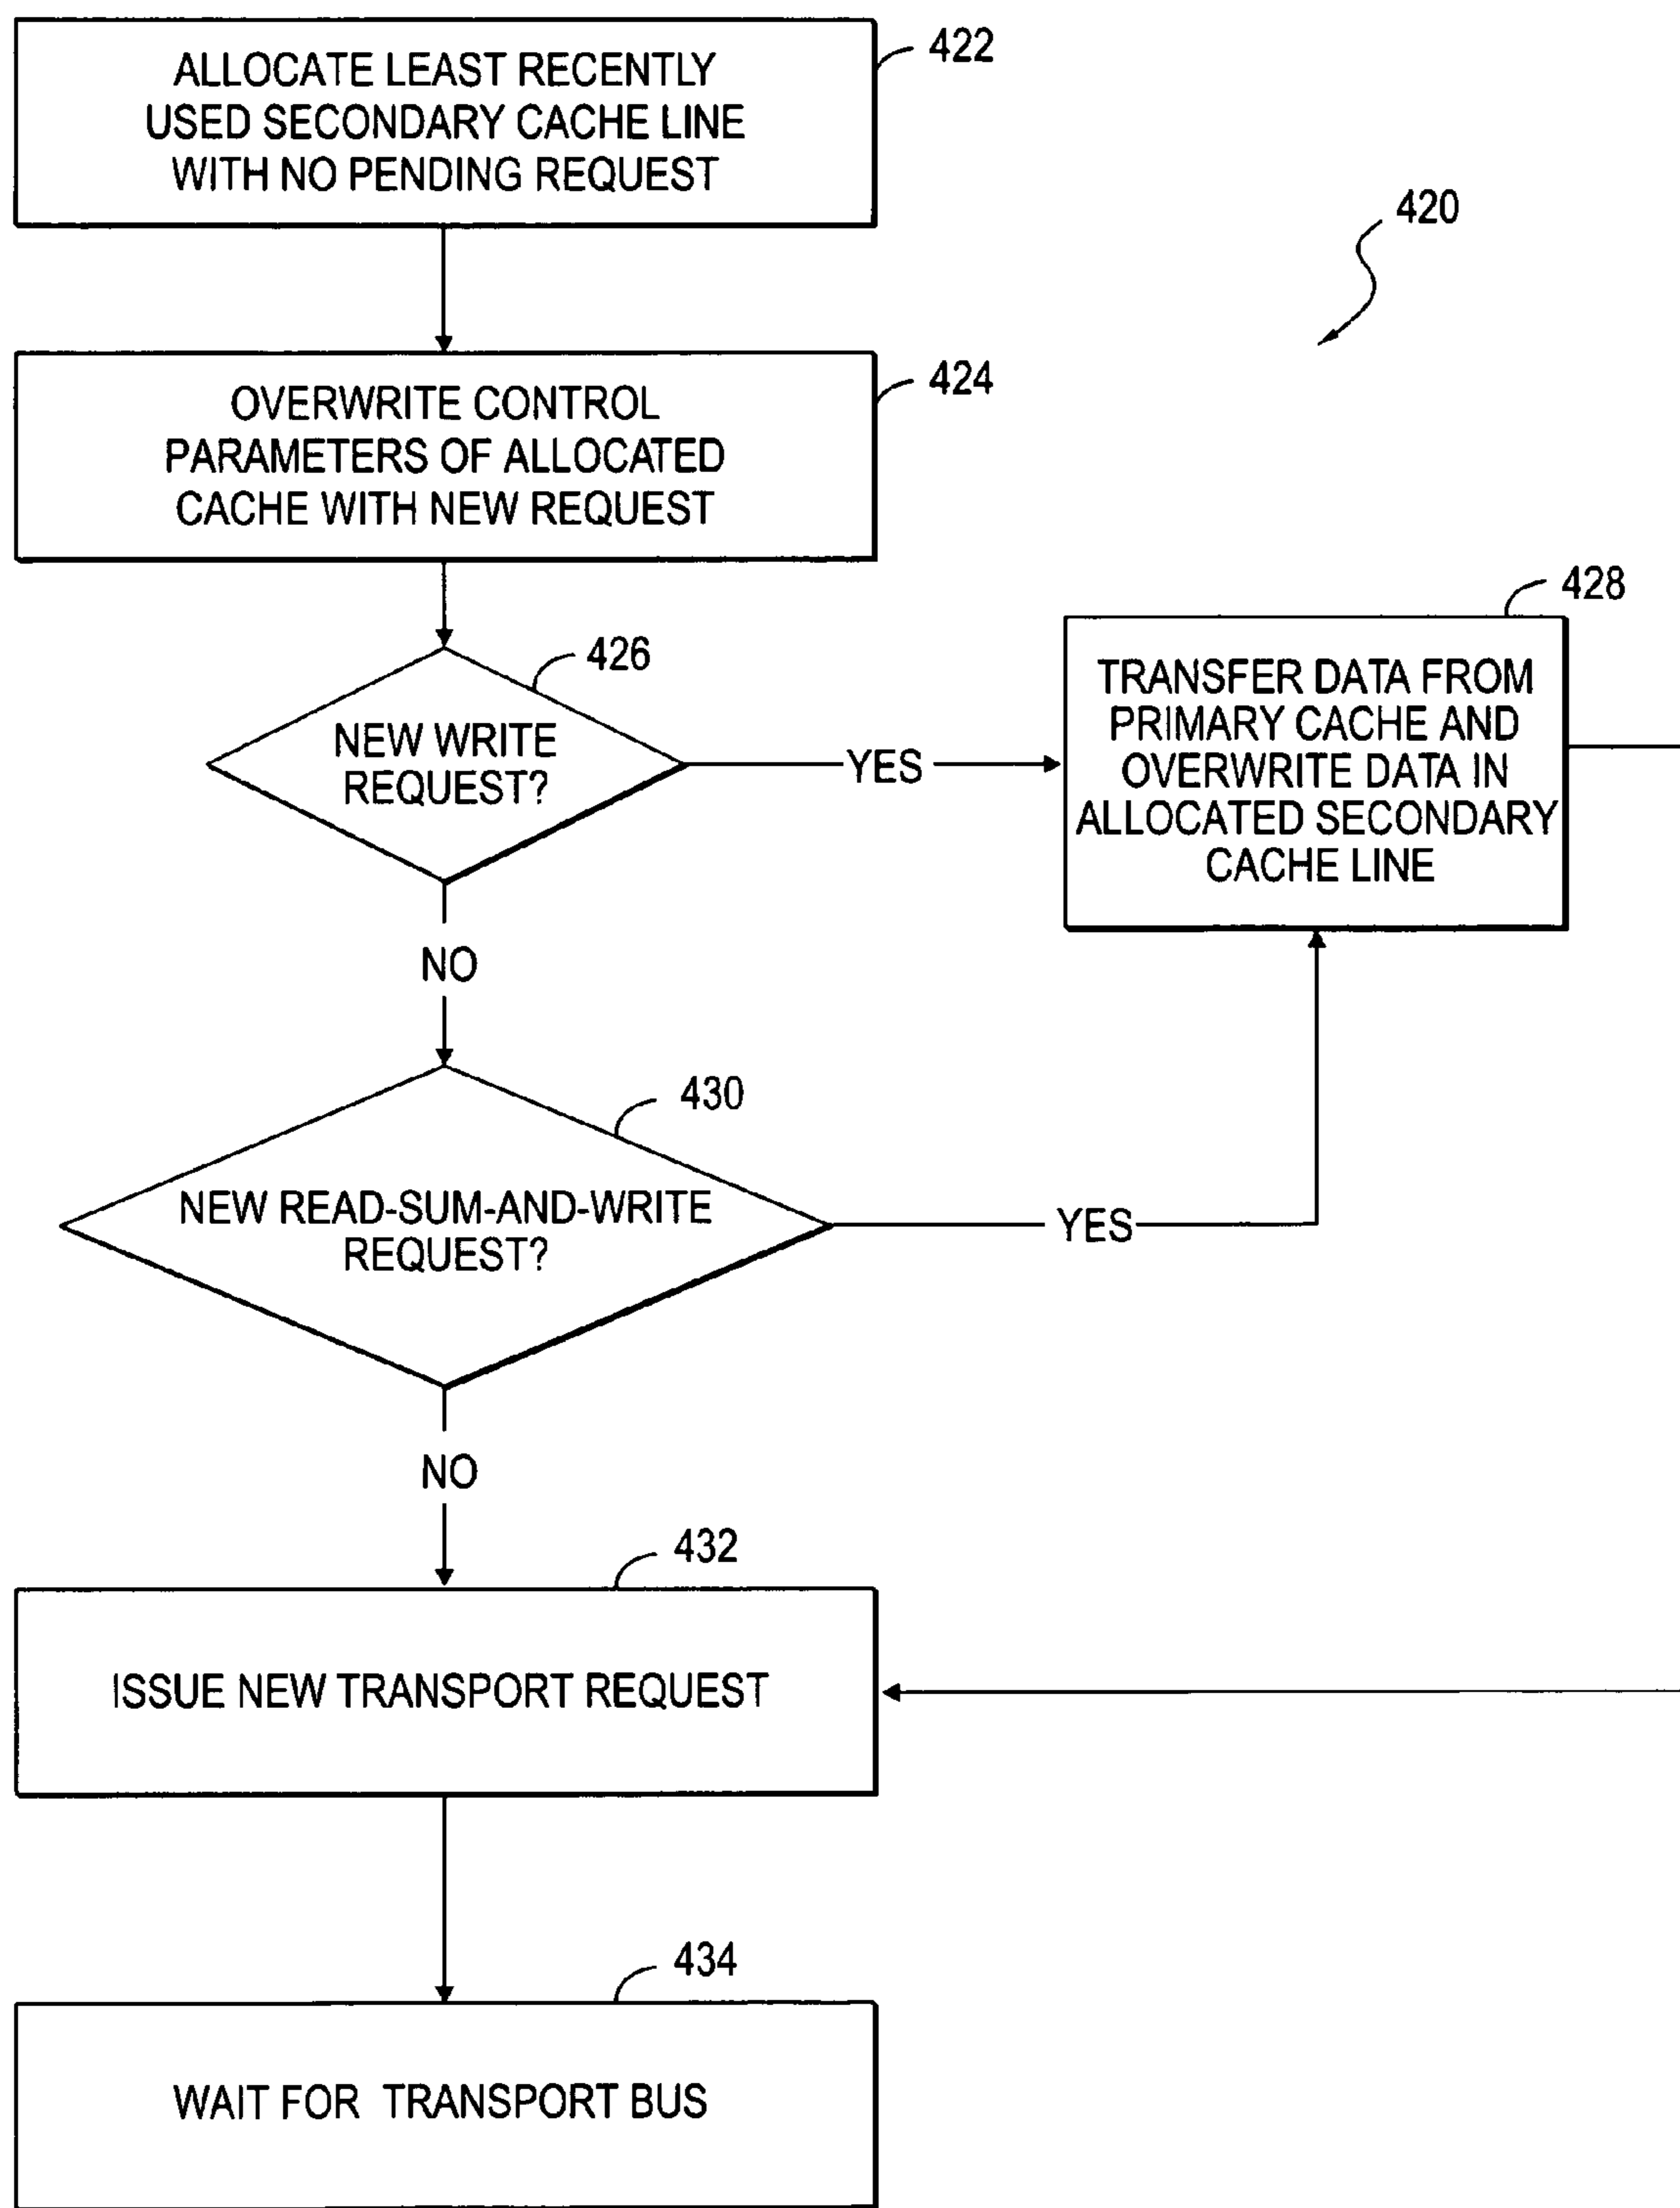 ALLOCATE LEAST RECENTLY
USED SECONDARY CACHE LINE
WITH NO PENDING REQUEST
422
420
OVERWRITE CONTROL
PARAMETERS OF ALLOCATED
CACHE WITH NEW REQUEST
424
NEW WRITE
REQUEST?
426
YES
TRANSFER DATA FROM
PRIMARY CACHE AND
OVERWRITE DATA IN
ALLOCATED SECONDARY
CACHE LINE
428
NO
NEW READ-SUM-AND-WRITE
REQUEST?
430
YES
NO
ISSUE NEW TRANSPORT REQUEST
432
WAIT FOR TRANSPORT BUS
434